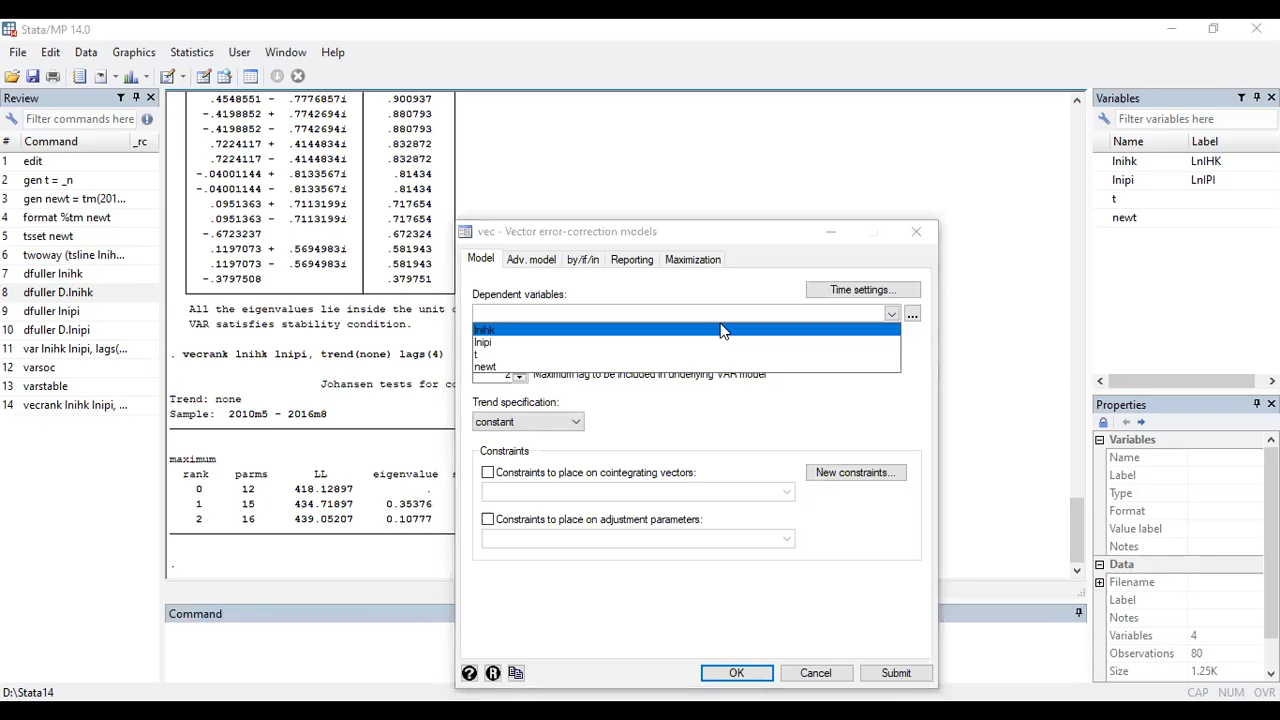 Stata/MP 14.0
File Edit Data Graphics Statistics User Window Help
Review
Filter commands here
# Command _rc
1 edit
2 gen t = _n
3 gen newt = tm(201...
4 format %tm newt
5 tsset newt
6 twoway (tsline lnih...
7 dfuller lnihk
8 dfuller D.lnihk
9 dfuller lnipi
10 dfuller D.lnipi
11 var lnihk lnipi, lags(...
12 varsoc
13 varstable
14 vecrank lnihk lnipi,...
.4548551 - .7776857i .900937
-.4198852 + .7742694i .880793
-.4198852 - .7742694i .880793
.7224117 + .4144834i .832872
.7224117 - .4144834i .832872
-.04001144 + .8133567i .81434
-.04001144 - .8133567i .81434
.0951363 + .7113199i .717654
.0951363 - .7113199i .717654
-.6723237 .672324
.1197073 + .5694983i .581943
.1197073 - .5694983i .581943
-.3797508 .379751
All the eigenvalues lie inside the unit c
VAR satisfies stability condition.
. vecrank lnihk lnipi, trend(none) lags(4)
Johansen tests for co
Trend: none
Sample: 2010m5 - 2016m8
maximum
rank parms LL eigenvalue s
0 12 418.12897 .
1 15 434.71897 0.35376
2 16 439.05207 0.10777
.
Command
vec - Vector error-correction models
Model Adv. model by/if/in Reporting Maximization
Time settings...
Dependent variables:
...
lnihk
lnipi
t
newt
2 Maximum lag to be included in underlying VAR model
Trend specification:
constant
Constraints
Constraints to place on cointegrating vectors:
New constraints...
Constraints to place on adjustment parameters:
OK Cancel Submit
Variables
Filter variables here
Name Label
lnihk LnIHK
lnipi LnIPI
t
newt
Properties
Variables
Name
Label
Type
Format
Value label
Notes
Data
Filename
Label
Notes
Variables 4
Observations 80
Size 1.25K
D:\Stata14
CAP NUM OVR